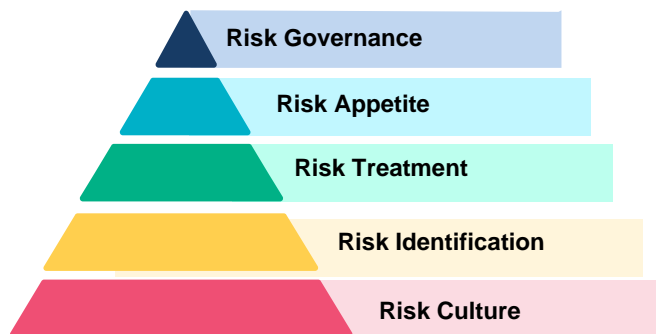 Risk Governance
Risk Appetite
Risk Treatment
Risk Identification
Risk Culture